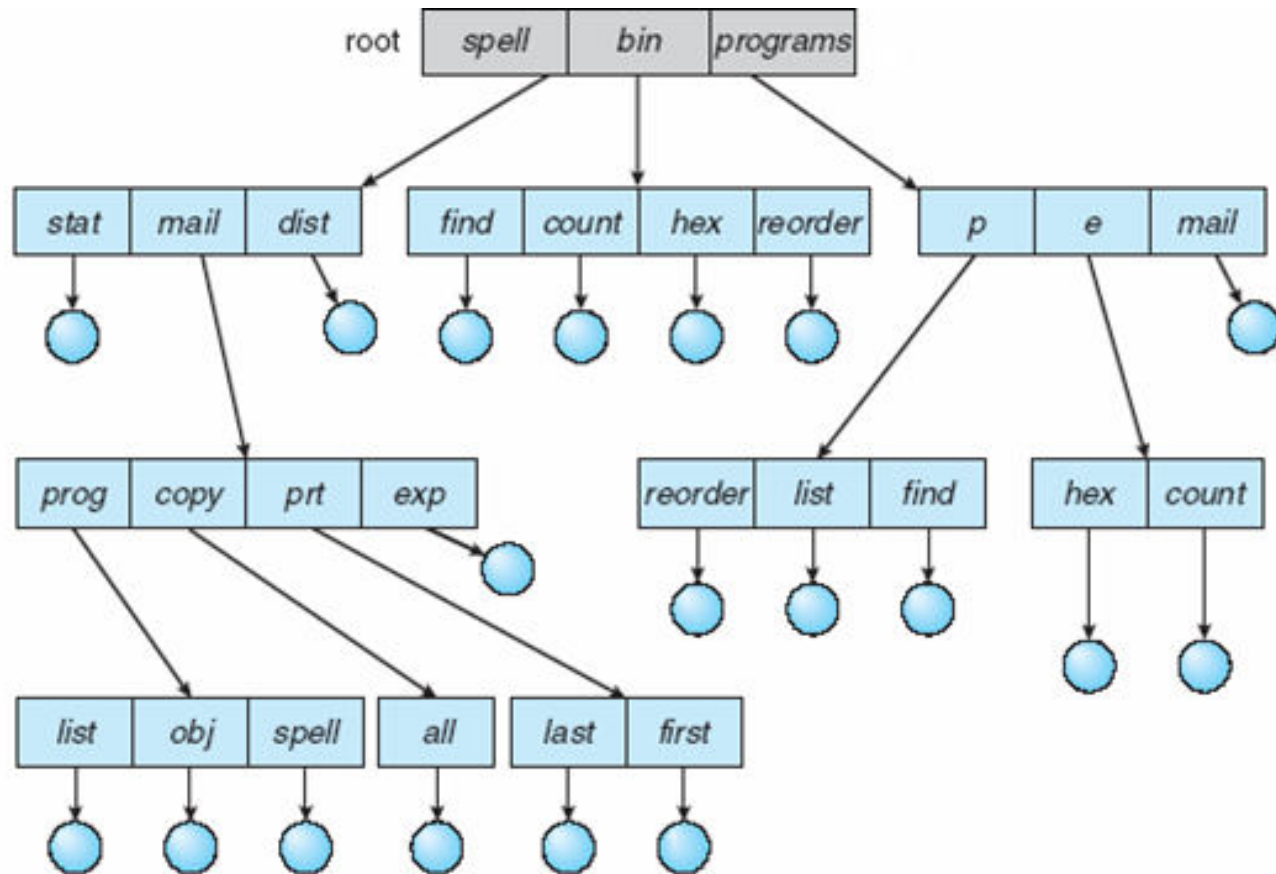 root spell bin programs
stat mail dist find count hex reorder p e mail
prog copy prt exp reorder list find hex count
list obj spell all last first